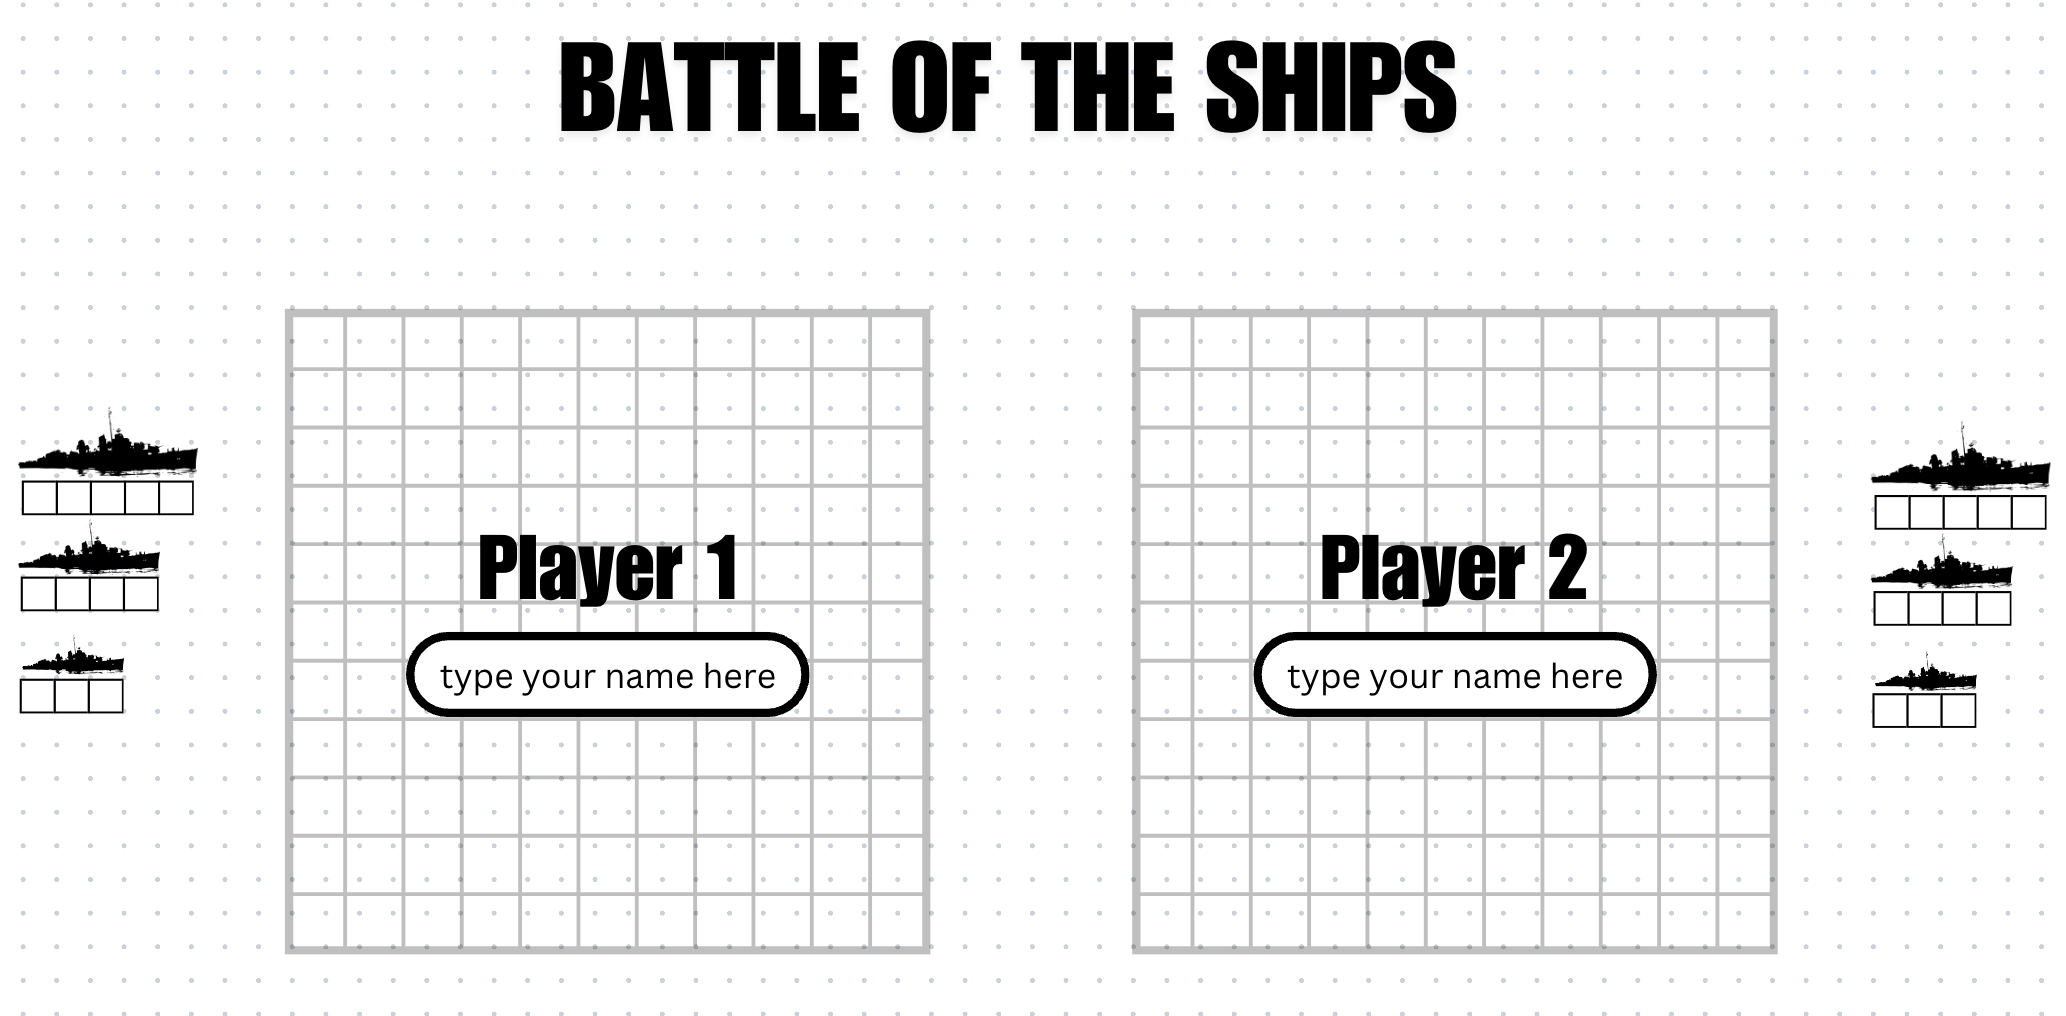 BATTLE OF THE SHIPS
Player 1
type your name here
Player 2
type your name here